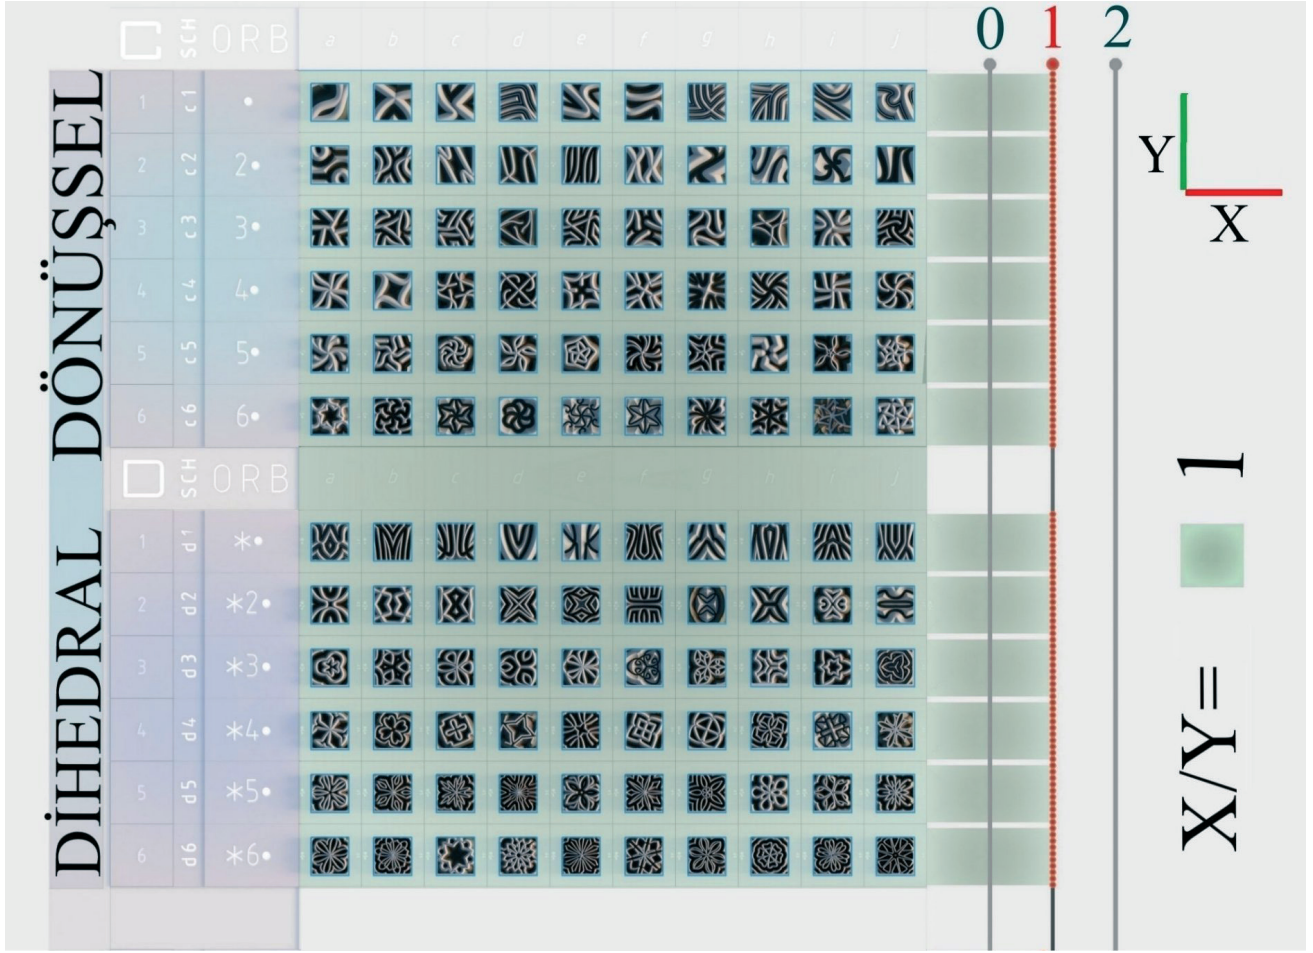 SCH ORB a b c d e f g h i j
0 1 2
DÖNÜŞSEL
1 c1 •
2 c2 2•
3 c3 3•
4 c4 4•
5 c5 5•
6 c6 6•
Y
X
SCH ORB a b c d e f g h i j
DİHEDRAL
1 d1 *•
2 d2 *2•
3 d3 *3•
4 d4 *4•
5 d5 *5•
6 d6 *6•
X/Y= 1